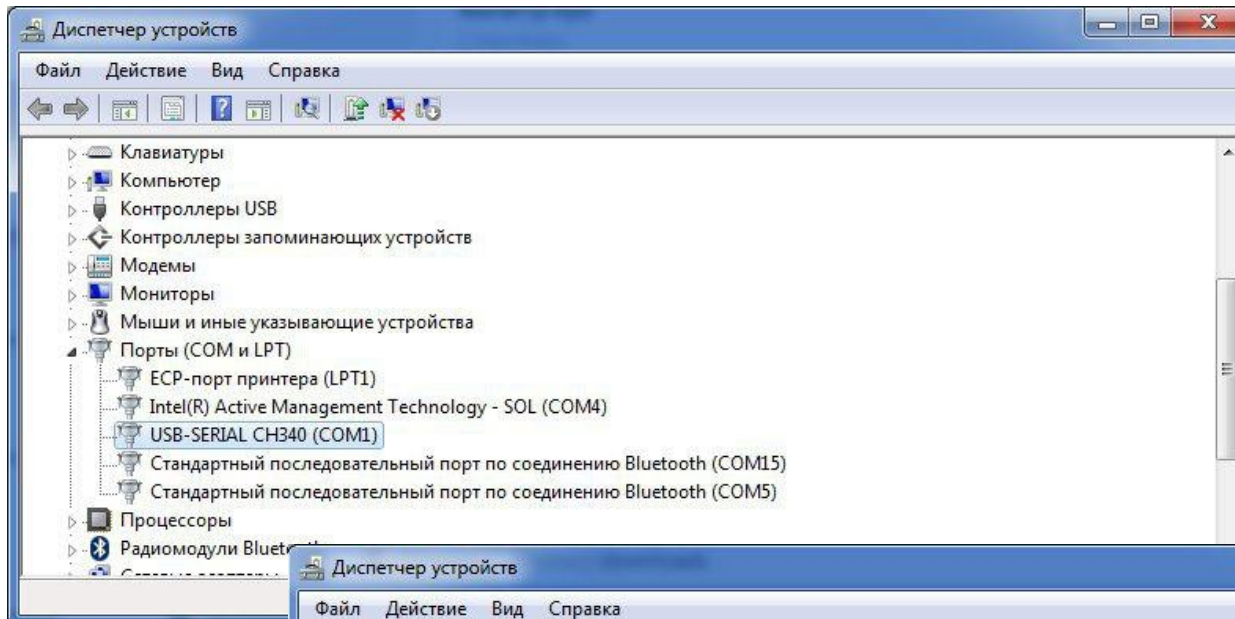 Диспетчер устройств
Файл Действие Вид Справка
Клавиатуры
Компьютер
Контроллеры USB
Контроллеры запоминающих устройств
Модемы
Мониторы
Мыши и иные указывающие устройства
Порты (COM и LPT)
ECP-порт принтера (LPT1)
Intel(R) Active Management Technology - SOL (COM4)
USB-SERIAL CH340 (COM1)
Стандартный последовательный порт по соединению Bluetooth (COM15)
Стандартный последовательный порт по соединению Bluetooth (COM5)
Процессоры
Радиомодули
Диспетчер устройств
Файл Действие Вид Справка